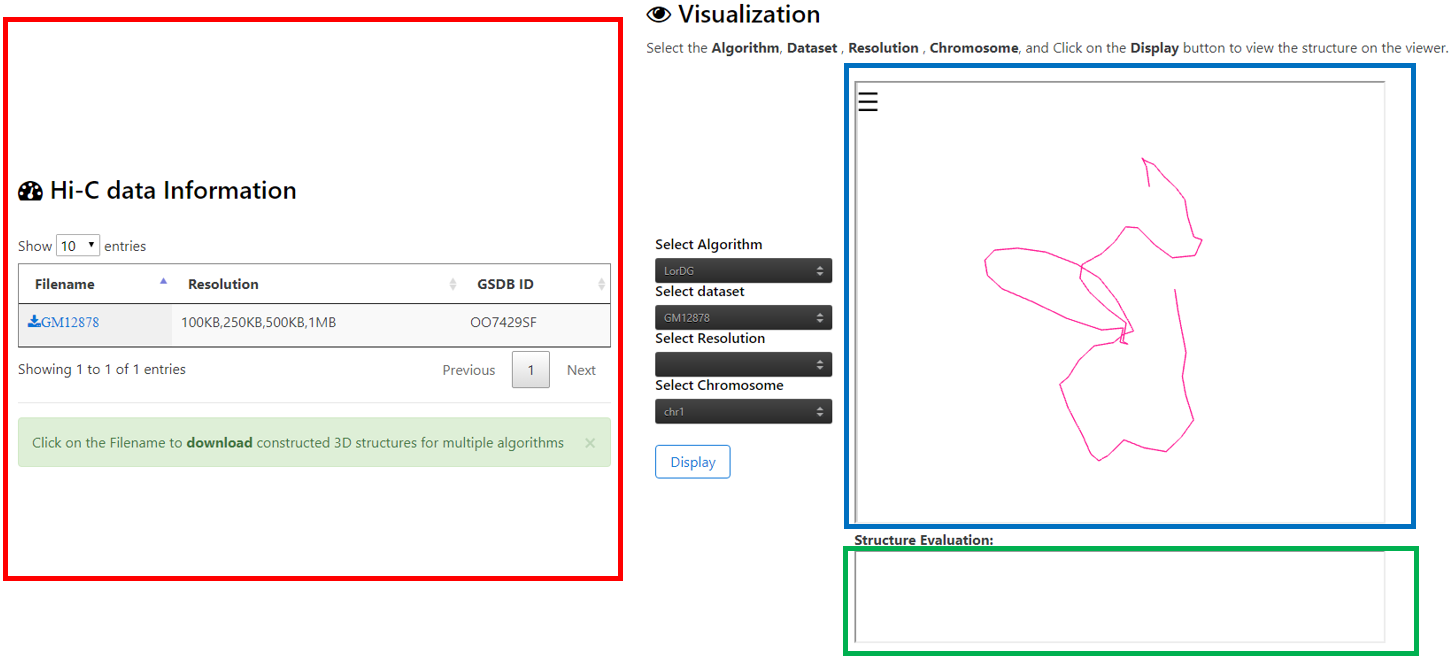 Hi-C data Information
Show 10 entries
Filename Resolution GSDB ID
GM12878 100KB,250KB,500KB,1MB OO7429SF
Showing 1 to 1 of 1 entries Previous 1 Next
Click on the Filename to download constructed 3D structures for multiple algorithms ×
Visualization
Select the Algorithm, Dataset , Resolution , Chromosome, and Click on the Display button to view the structure on the viewer.
Select Algorithm
LorDG
Select dataset
GM12878
Select Resolution
Select Chromosome
chr1
Display
Structure Evaluation: